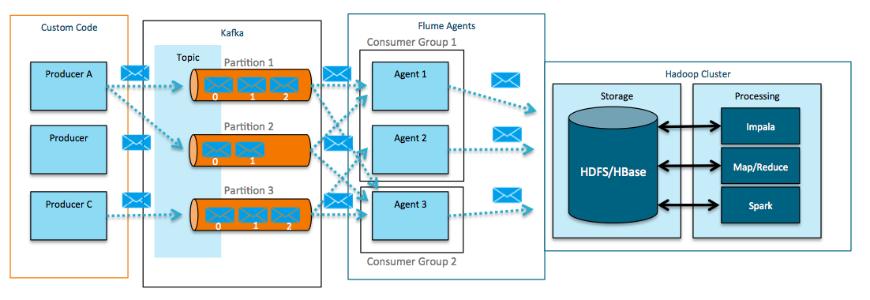 Custom Code
Producer A
Producer
Producer C
Kafka
Topic
Partition 1
0 1 2
Partition 2
0 1
Partition 3
0 1 2
Flume Agents
Consumer Group 1
Agent 1
Agent 2
Agent 3
Consumer Group 2
Hadoop Cluster
Storage
HDFS/HBase
Processing
Impala
Map/Reduce
Spark